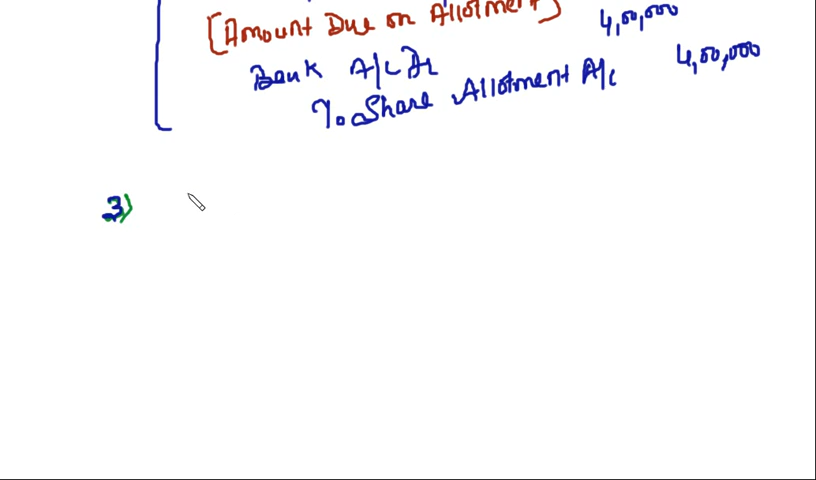 [Amount Due on Allotment] 4,00,000
Bank A/c Dr
To Share Allotment A/c 4,00,000
3)